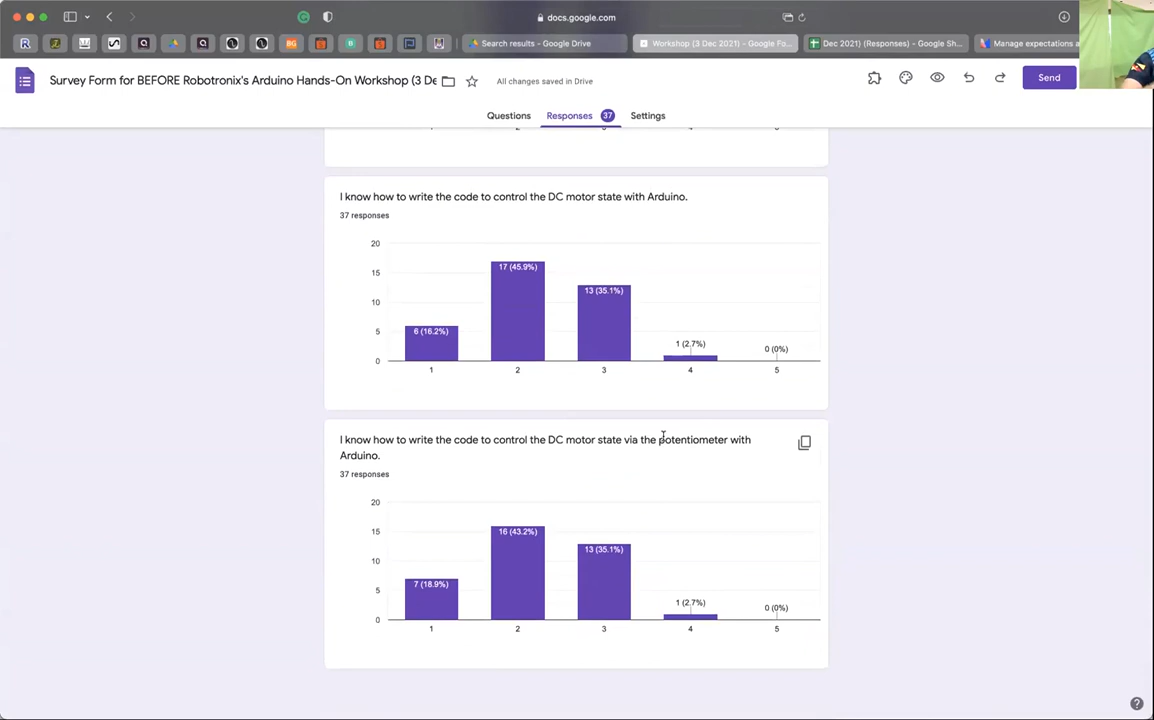 docs.google.com
Search results - Google Drive
Workshop (3 Dec 2021) - Google Fo...
Dec 2021) (Responses) - Google Sh...
Manage expectations a
Survey Form for BEFORE Robotronix's Arduino Hands-On Workshop (3 De
All changes saved in Drive
Send
Questions
Responses 37
Settings
I know how to write the code to control the DC motor state with Arduino.
37 responses
20
15
10
5
0
6 (16.2%)
17 (45.9%)
13 (35.1%)
1 (2.7%)
0 (0%)
1 2 3 4 5
I know how to write the code to control the DC motor state via the potentiometer with
Arduino.
37 responses
20
15
10
5
0
7 (18.9%)
16 (43.2%)
13 (35.1%)
1 (2.7%)
0 (0%)
1 2 3 4 5